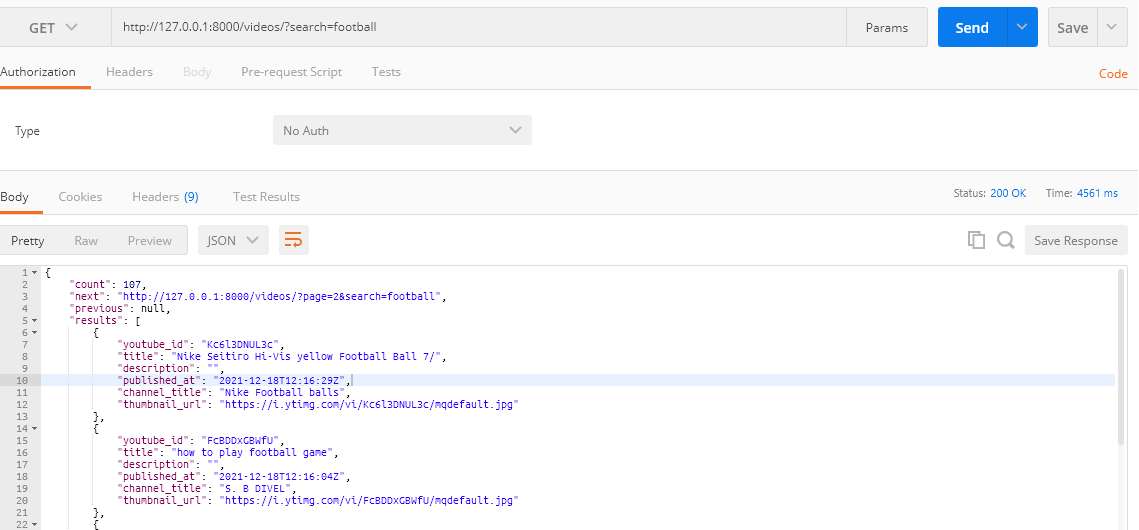 GET http://127.0.0.1:8000/videos/?search=football Params Send Save
Authorization Headers Body Pre-request Script Tests Code
Type No Auth
Body Cookies Headers (9) Test Results Status: 200 OK Time: 4561 ms
Pretty Raw Preview JSON Save Response
1 {
2 "count": 107,
3 "next": "http://127.0.0.1:8000/videos/?page=2&search=football",
4 "previous": null,
5 "results": [
6 {
7 "youtube_id": "Kc6l3DNUL3c",
8 "title": "Nike Seitiro Hi-Vis yellow Football Ball 7/",
9 "description": "",
10 "published_at": "2021-12-18T12:16:29Z",
11 "channel_title": "Nike Football balls",
12 "thumbnail_url": "https://i.ytimg.com/vi/Kc6l3DNUL3c/mqdefault.jpg"
13 },
14 {
15 "youtube_id": "FcBDDxGBWfU",
16 "title": "how to play football game",
17 "description": "",
18 "published_at": "2021-12-18T12:16:04Z",
19 "channel_title": "S. B DIVEL",
20 "thumbnail_url": "https://i.ytimg.com/vi/FcBDDxGBWfU/mqdefault.jpg"
21 },
22 {